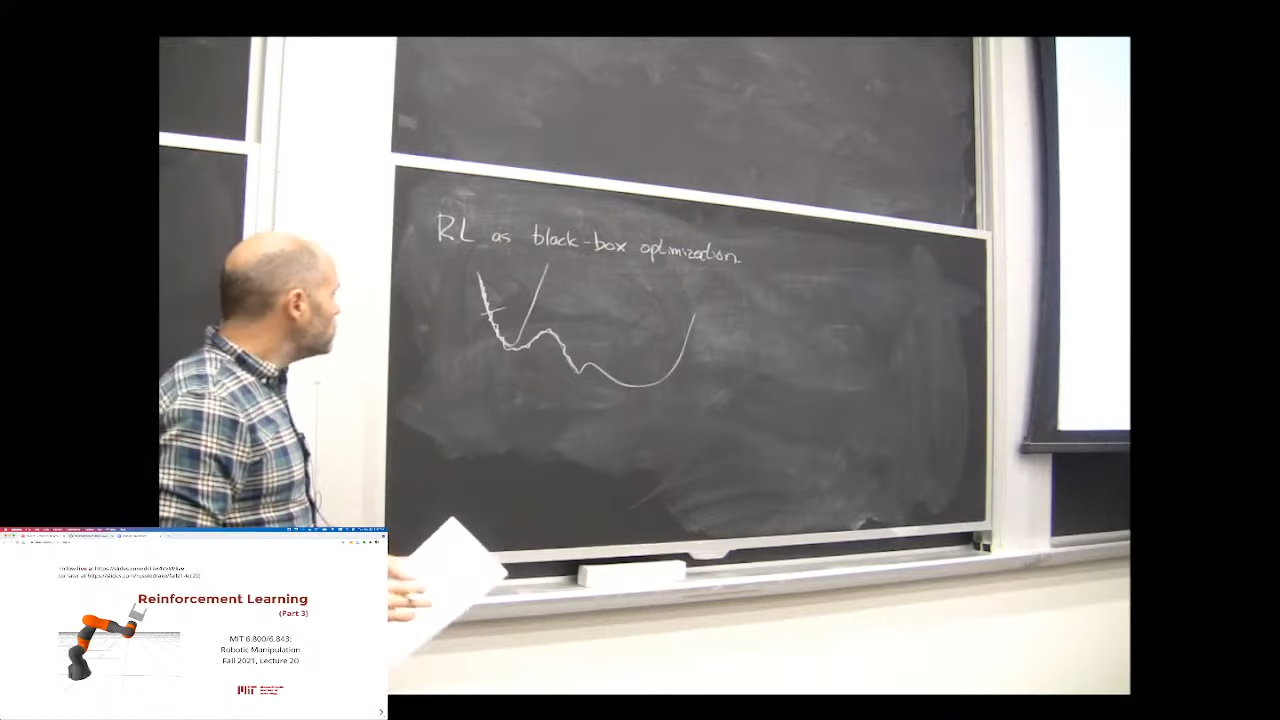 RL as black-box optimization.
Reinforcement Learning
(Part 3)
MIT 6.800/6.843:
Robotic Manipulation
Fall 2021, Lecture 20
MIT